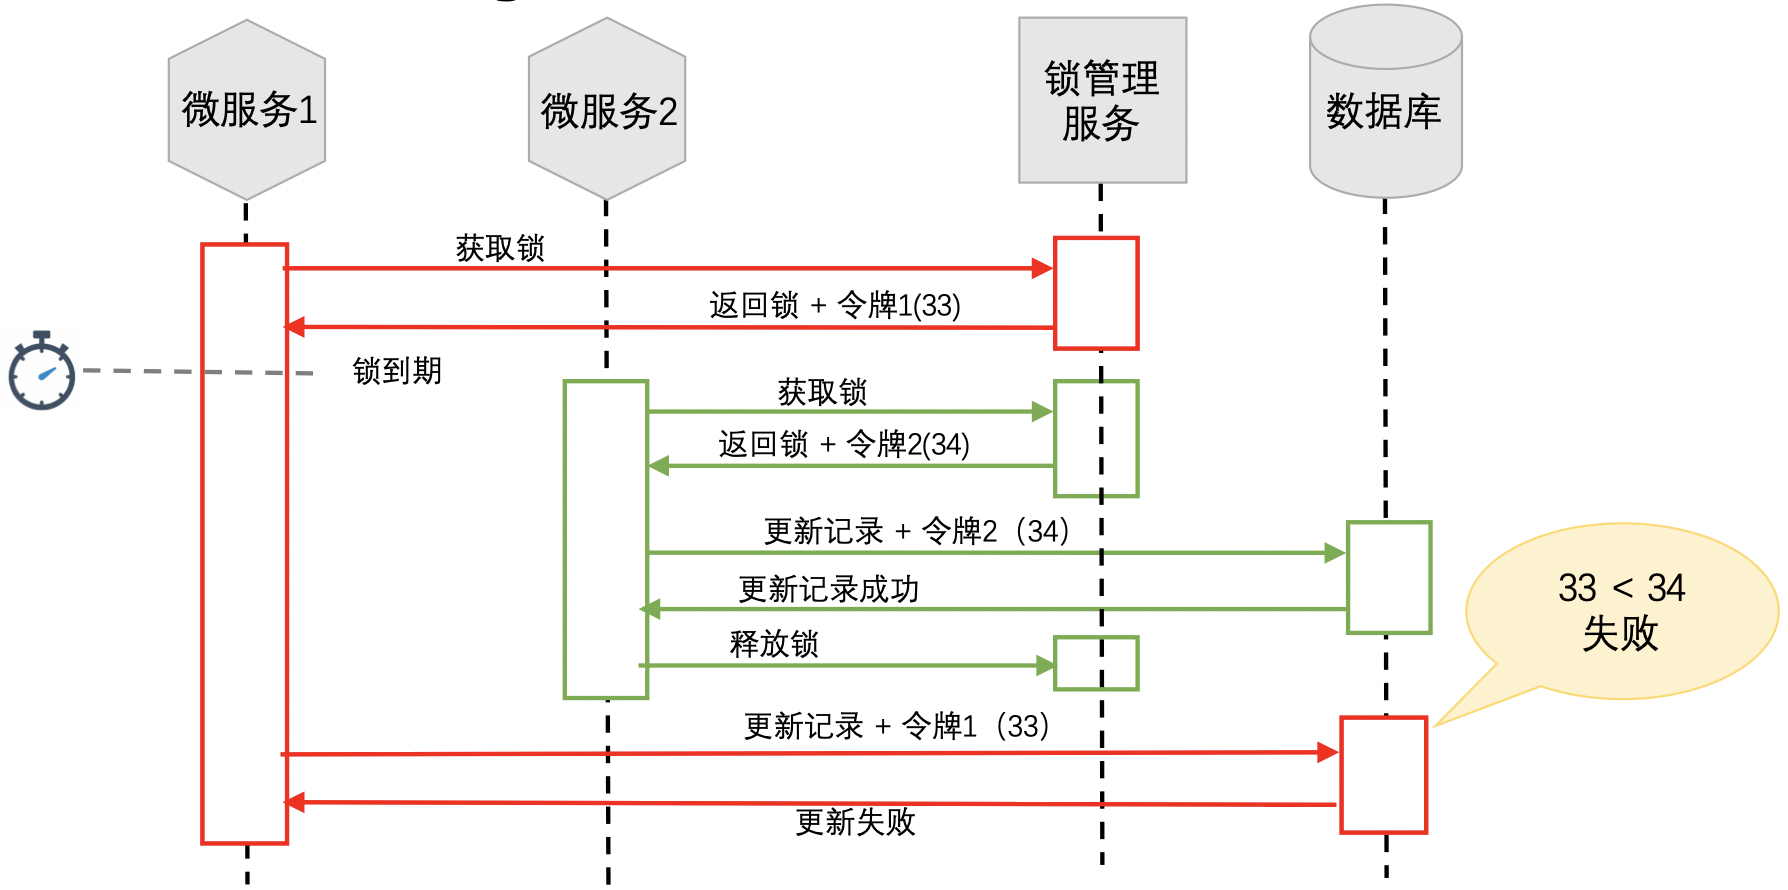 微服务1
微服务2
锁管理
服务
数据库
获取锁
返回锁 + 令牌1(33)
锁到期
获取锁
返回锁 + 令牌2(34)
更新记录 + 令牌2（34）
更新记录成功
33 < 34
失败
释放锁
更新记录 + 令牌1（33）
更新失败